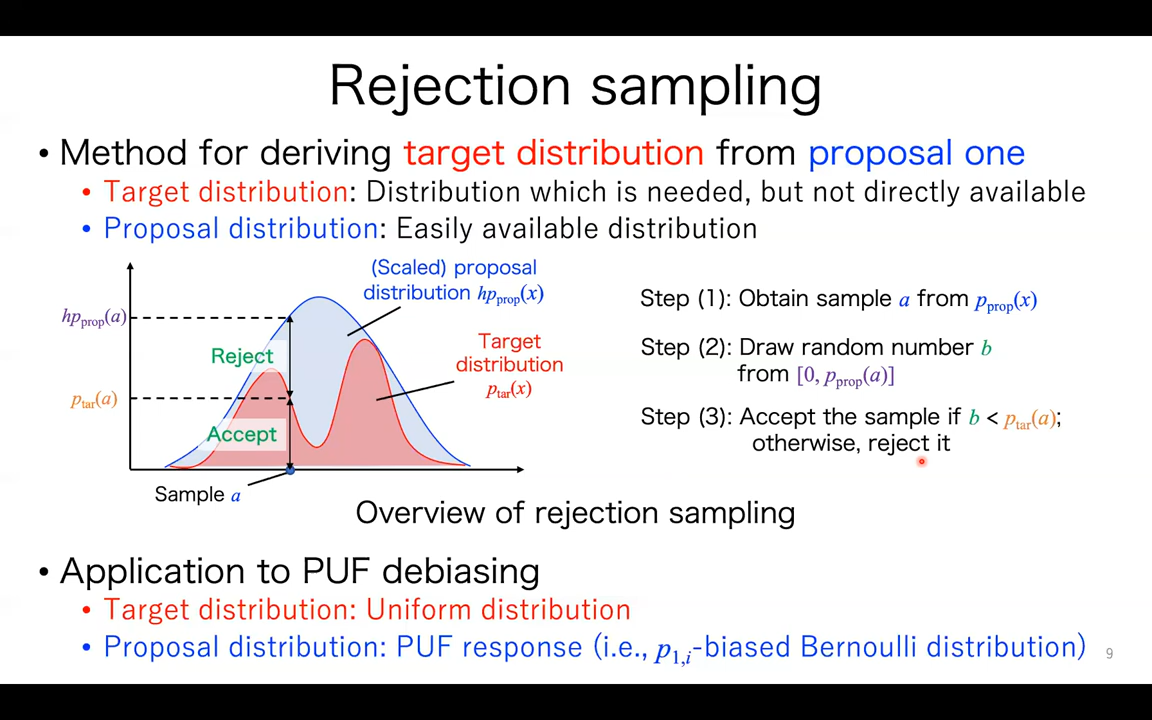 Rejection sampling
• Method for deriving target distribution from proposal one
• Target distribution: Distribution which is needed, but not directly available
• Proposal distribution: Easily available distribution
(Scaled) proposal
distribution hp_prop(x)
hp_prop(a)
Reject
Target
distribution
p_tar(x)
p_tar(a)
Accept
Sample a
Step (1): Obtain sample a from p_prop(x)
Step (2): Draw random number b
from [0, p_prop(a)]
Step (3): Accept the sample if b < p_tar(a);
otherwise, reject it
Overview of rejection sampling
• Application to PUF debiasing
• Target distribution: Uniform distribution
• Proposal distribution: PUF response (i.e., p_1,i-biased Bernoulli distribution)
9